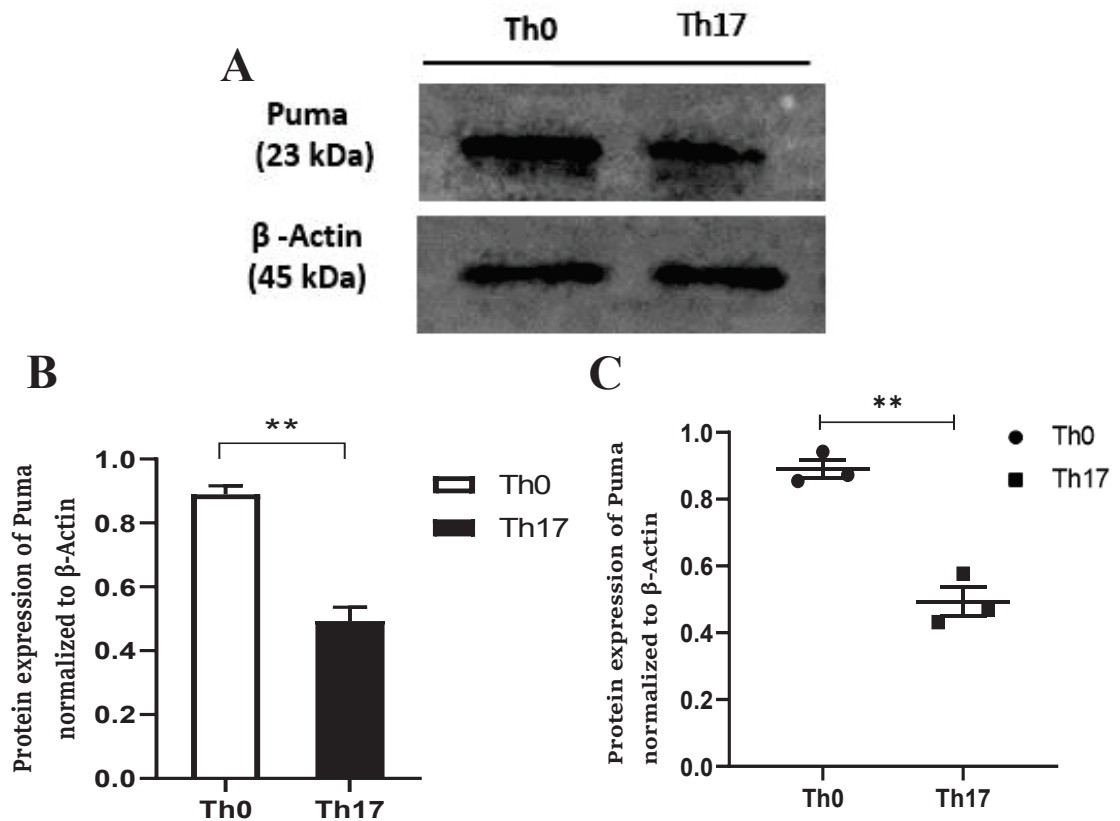 Th0 Th17
A
Puma
(23 kDa)
β -Actin
(45 kDa)
B
**
Th0
Th17
Protein expression of Puma
normalized to β-Actin
1.0
0.8
0.6
0.4
0.2
0.0
Th0 Th17
C
**
Th0
Th17
Protein expression of Puma
normalized to β-Actin
1.0
0.8
0.6
0.4
0.2
0.0
Th0 Th17